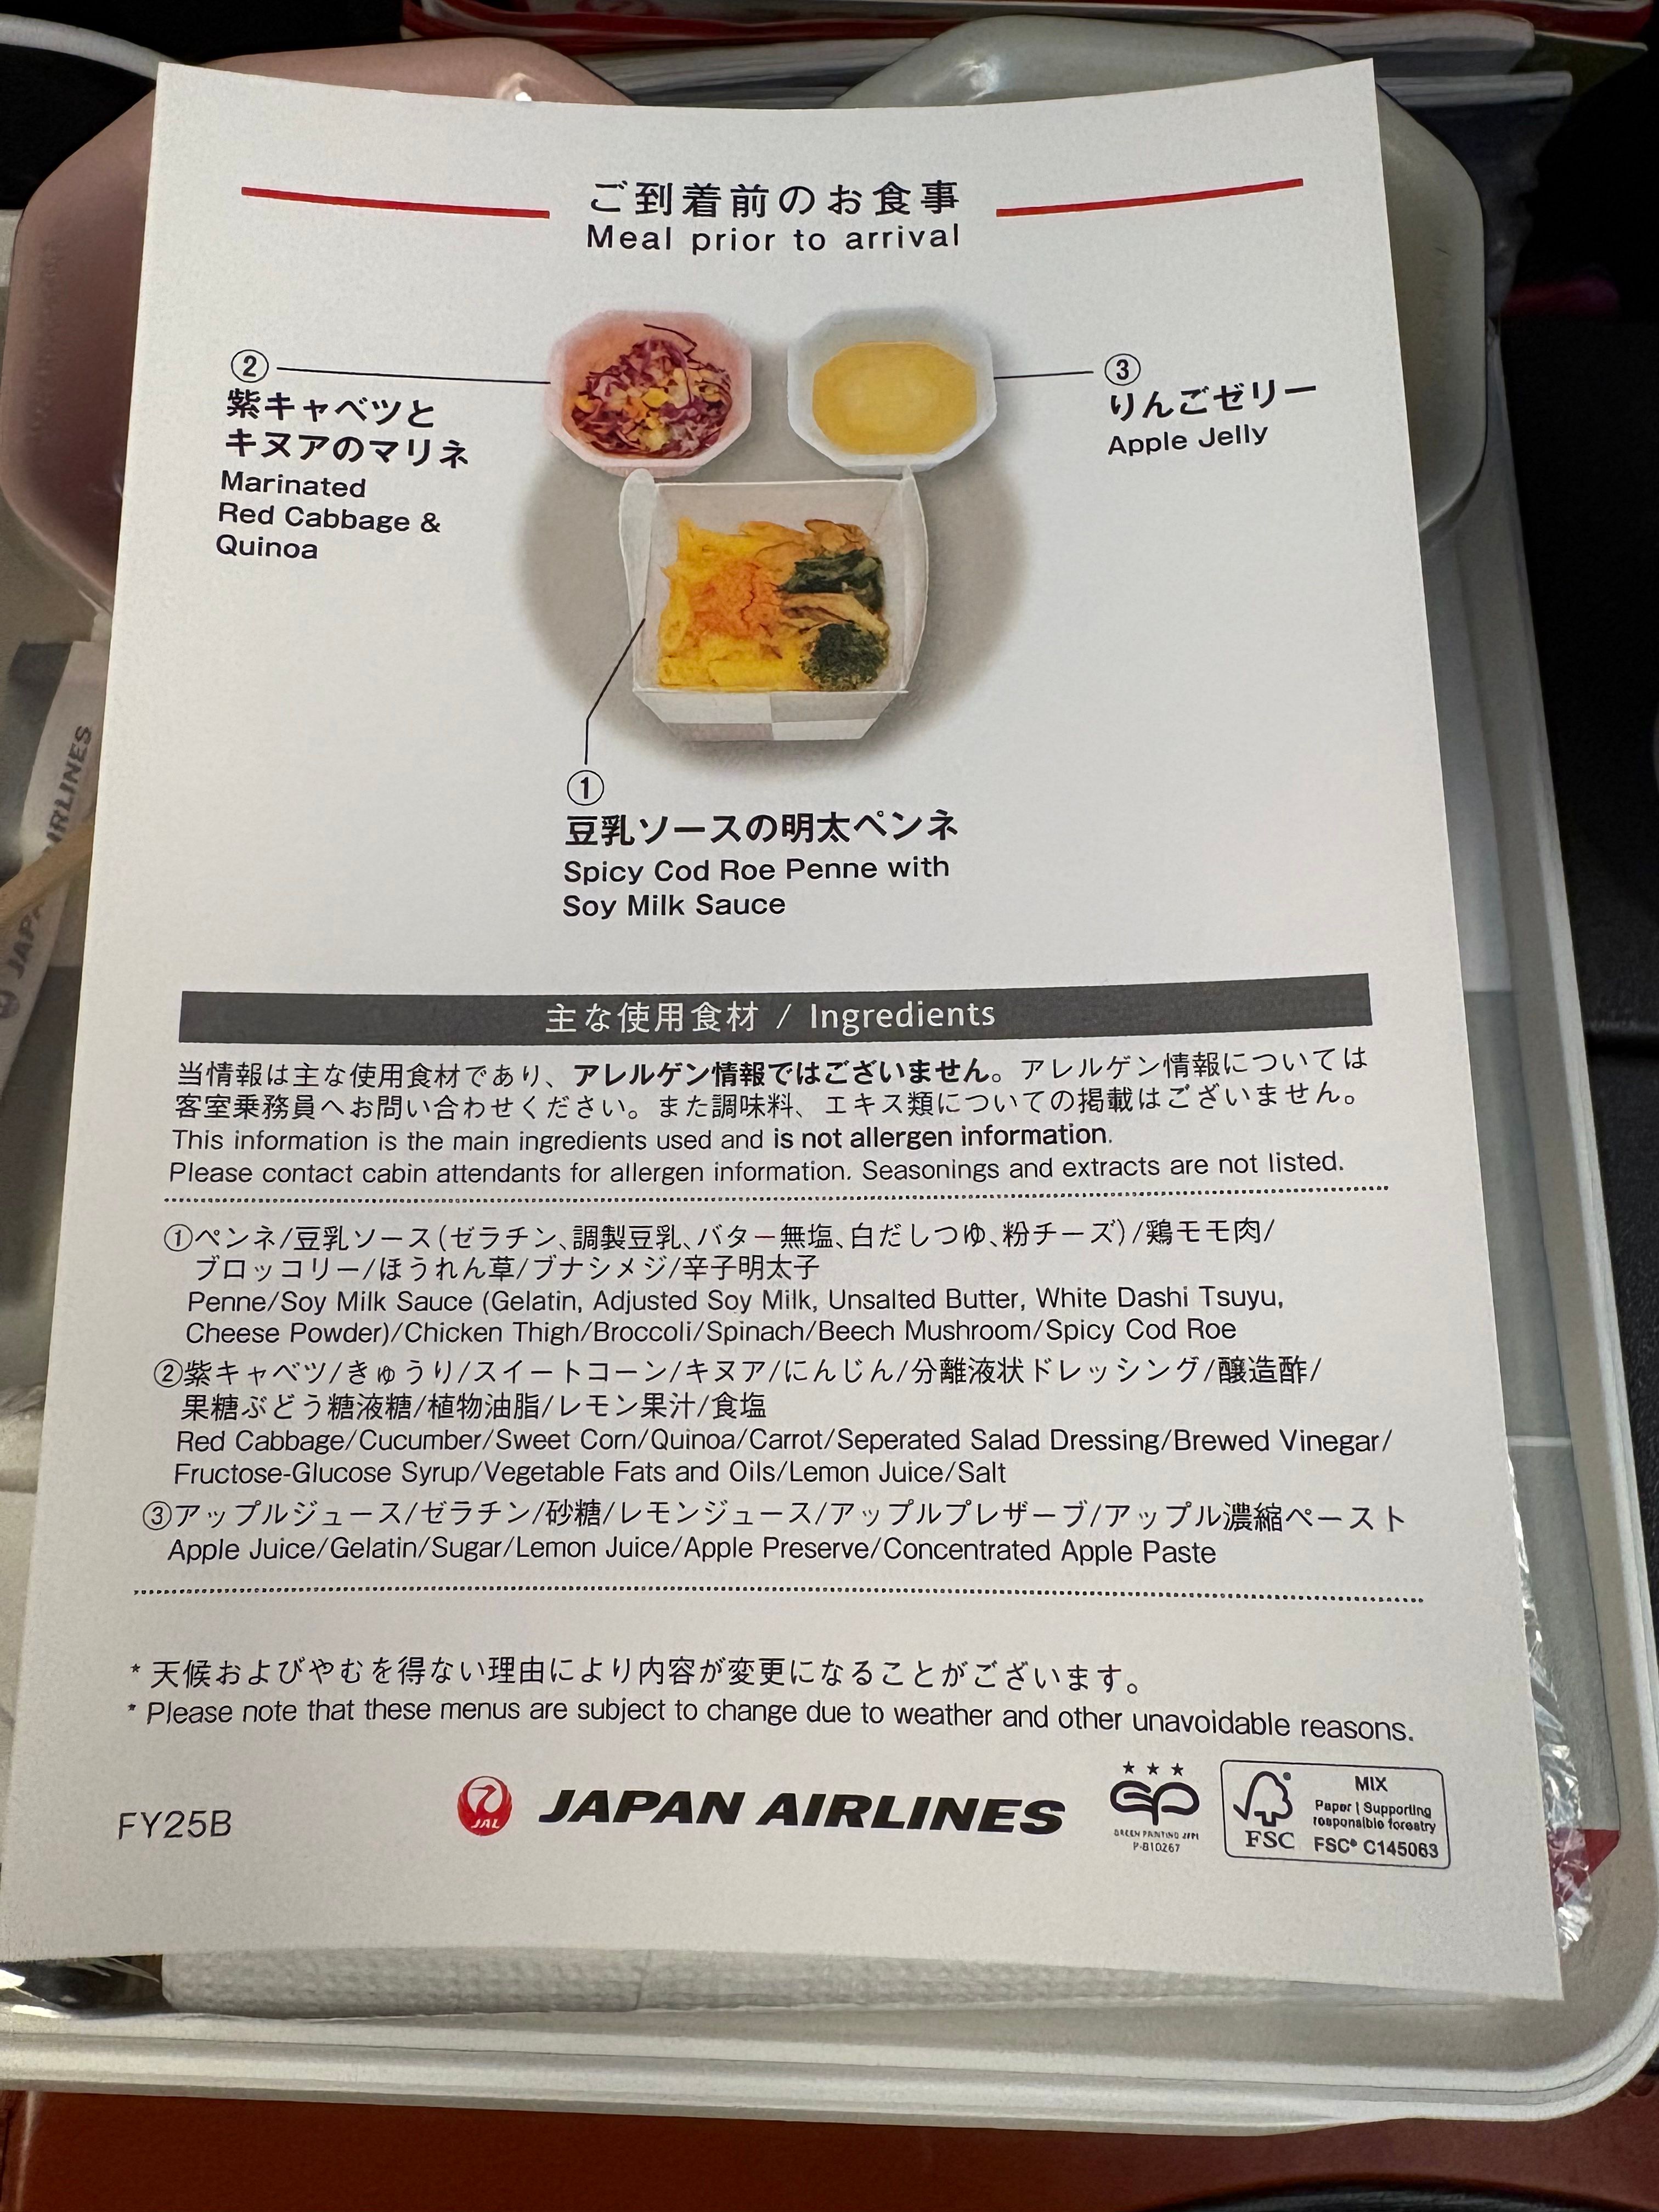 ご到着前のお食事
Meal prior to arrival
②
紫キャベツと
キヌアのマリネ
Marinated
Red Cabbage &
Quinoa
③
りんごゼリー
Apple Jelly
①
豆乳ソースの明太ペンネ
Spicy Cod Roe Penne with
Soy Milk Sauce
主な使用食材 / Ingredients
当情報は主な使用食材であり、アレルゲン情報ではございません。アレルゲン情報については
客室乗務員へお問い合わせください。また調味料、エキス類についての掲載はございません。
This information is the main ingredients used and is not allergen information.
Please contact cabin attendants for allergen information. Seasonings and extracts are not listed.
①ペンネ/豆乳ソース(ゼラチン、調製豆乳、バター無塩、白だしつゆ、粉チーズ)/鶏モモ肉/
ブロッコリー/ほうれん草/ブナシメジ/辛子明太子
Penne/Soy Milk Sauce (Gelatin, Adjusted Soy Milk, Unsalted Butter, White Dashi Tsuyu,
Cheese Powder)/Chicken Thigh/Broccoli/Spinach/Beech Mushroom/Spicy Cod Roe
②紫キャベツ/きゅうり/スイートコーン/キヌア/にんじん/分離液状ドレッシング/醸造酢/
果糖ぶどう糖液糖/植物油脂/レモン果汁/食塩
Red Cabbage/Cucumber/Sweet Corn/Quinoa/Carrot/Seperated Salad Dressing/Brewed Vinegar/
Fructose-Glucose Syrup/Vegetable Fats and Oils/Lemon Juice/Salt
③アップルジュース/ゼラチン/砂糖/レモンジュース/アップルプレザーブ/アップル濃縮ペースト
Apple Juice/Gelatin/Sugar/Lemon Juice/Apple Preserve/Concentrated Apple Paste
* 天候およびやむを得ない理由により内容が変更になることがございます。
* Please note that these menus are subject to change due to weather and other unavoidable reasons.
FY25B
JAL
JAPAN AIRLINES
GREEN PRINTING JFPI
P-B10267
FSC
MIX
Paper | Supporting
responsible forestry
FSC® C145063
JAPAN AIRLINES